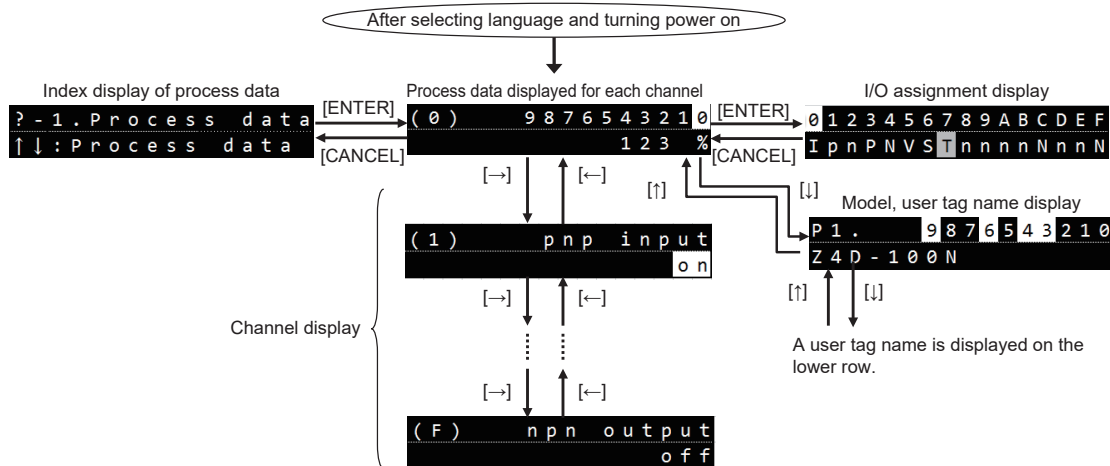 After selecting language and turning power on
Index display of process data
Process data displayed for each channel
I/O assignment display
?-1.Process data
↑↓:Process data
[ENTER]
[CANCEL]
(0) 9876543210
123 %
[ENTER]
[CANCEL]
0123456789ABCDEF
IpnPNVSTnnnnNnnN
[→]
[←]
[↑]
[↓]
Model, user tag name display
P1. 9876543210
Z4D-100N
(1) pnp input
on
[↑]
[↓]
[→]
[←]
Channel display
A user tag name is displayed on the
lower row.
[→]
[←]
(F) npn output
off